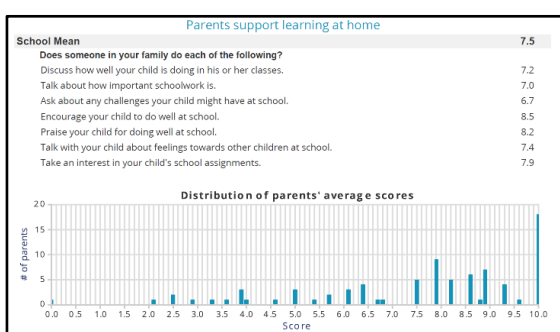 Parents support learning at home
School Mean 7.5
Does someone in your family do each of the following?
Discuss how well your child is doing in his or her classes. 7.2
Talk about how important schoolwork is. 7.0
Ask about any challenges your child might have at school. 6.7
Encourage your child to do well at school. 8.5
Praise your child for doing well at school. 8.2
Talk with your child about feelings towards other children at school. 7.4
Take an interest in your child's school assignments. 7.9
Distribution of parents' average scores
# of parents
20
15
10
5
0
0.0 0.5 1.0 1.5 2.0 2.5 3.0 3.5 4.0 4.5 5.0 5.5 6.0 6.5 7.0 7.5 8.0 8.5 9.0 9.5 10.0
Score